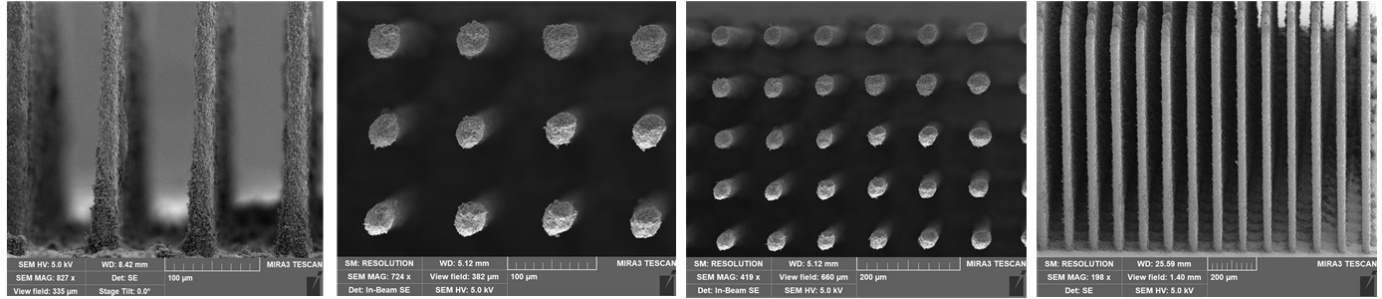 SEM HV: 5.0 kV WD: 8.42 mm MIRA3 TESCAN
SEM MAG: 827 x Det: SE 100 µm
View field: 335 µm Stage Tilt: 0.0°
SM: RESOLUTION WD: 5.12 mm MIRA3 TESCAN
SEM MAG: 724 x View field: 382 µm 100 µm
Det: In-Beam SE SEM HV: 5.0 kV
SM: RESOLUTION WD: 5.12 mm MIRA3 TESCAN
SEM MAG: 419 x View field: 660 µm 200 µm
Det: In-Beam SE SEM HV: 5.0 kV
SM: RESOLUTION WD: 25.59 mm MIRA3 TESCAN
SEM MAG: 198 x View field: 1.40 mm 200 µm
Det: SE SEM HV: 5.0 kV